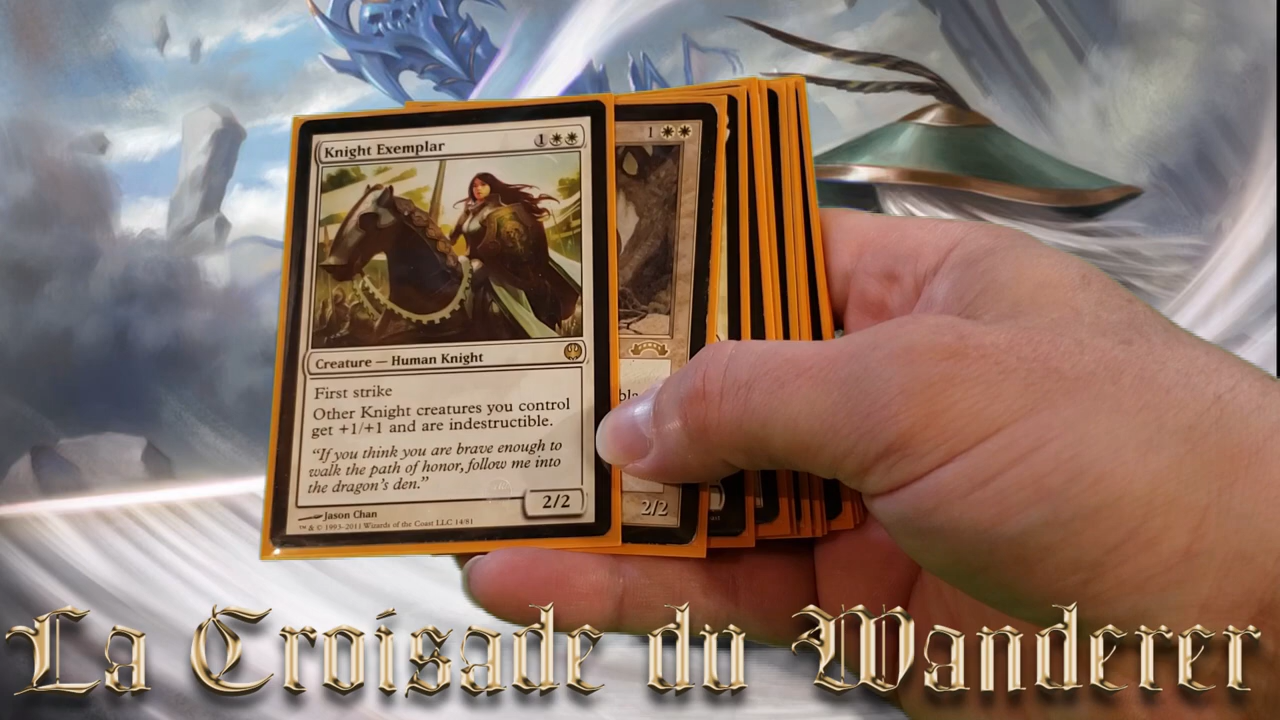 Knight Exemplar
1
1
Creature — Human Knight
First strike
Other Knight creatures you control
get +1/+1 and are indestructible.
"If you think you are brave enough to
walk the path of honor, follow me into
the dragon's den."
2/2
2/2
Jason Chan
™ & © 1993–2011 Wizards of the Coast LLC 14/81
La Croisade du Wanderer